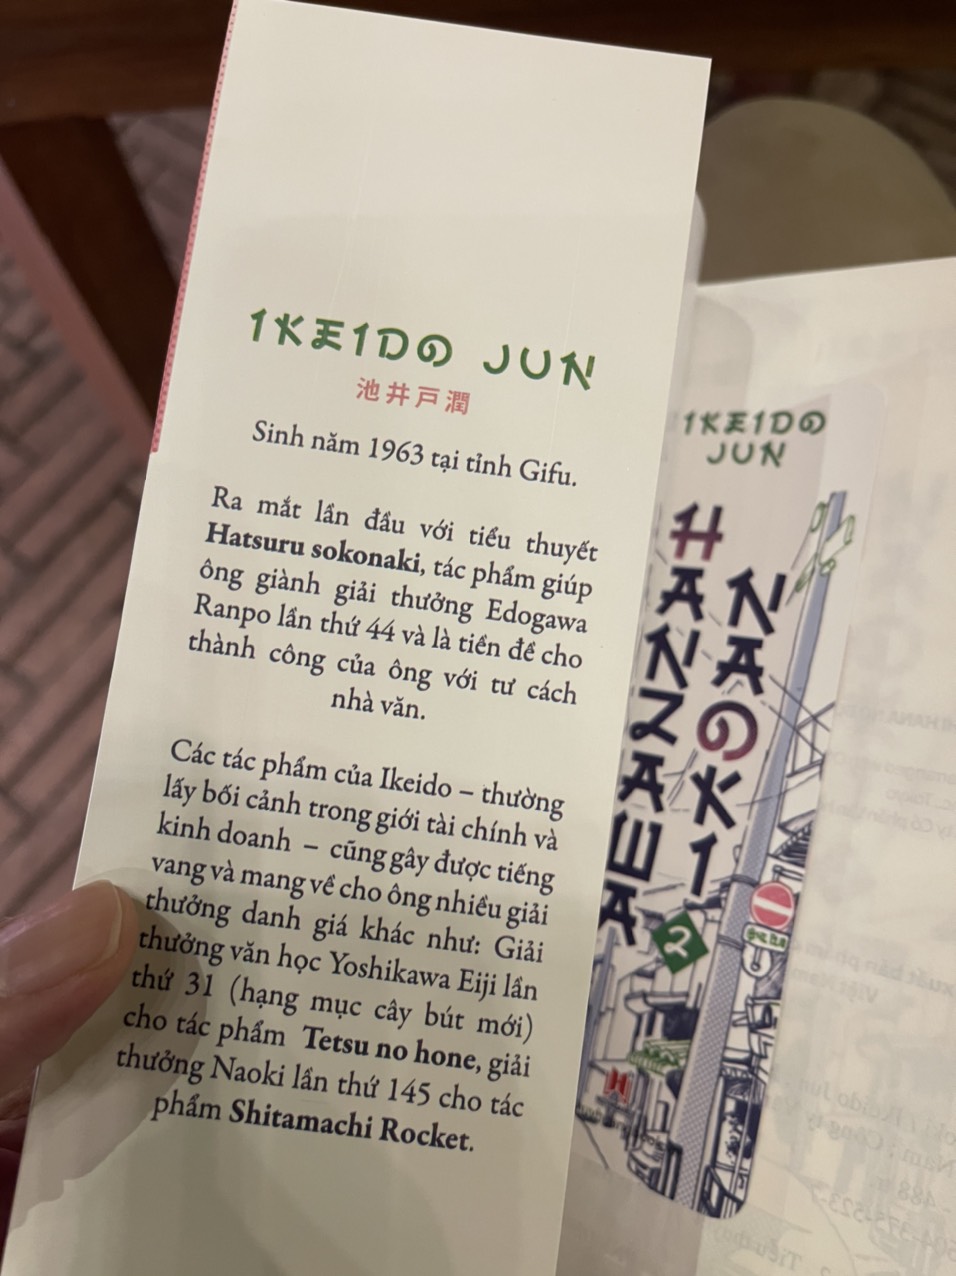 IKEIDO JUN
池井戸潤
Sinh năm 1963 tại tỉnh Gifu.
Ra mắt lần đầu với tiểu thuyết
Hatsuru sokonaki, tác phẩm giúp
ông giành giải thưởng Edogawa
Ranpo lần thứ 44 và là tiền đề cho
thành công của ông với tư cách
nhà văn.
Các tác phẩm của Ikeido – thường
lấy bối cảnh trong giới tài chính và
kinh doanh – cũng gây được tiếng
vang và mang về cho ông nhiều giải
thưởng danh giá khác như: Giải
thưởng văn học Yoshikawa Eiji lần
thứ 31 (hạng mục cây bút mới)
cho tác phẩm Tetsu no hone, giải
thưởng Naoki lần thứ 145 cho tác
phẩm Shitamachi Rocket.
IKEIDO
JUN
HANZAWA
NAOKI
2